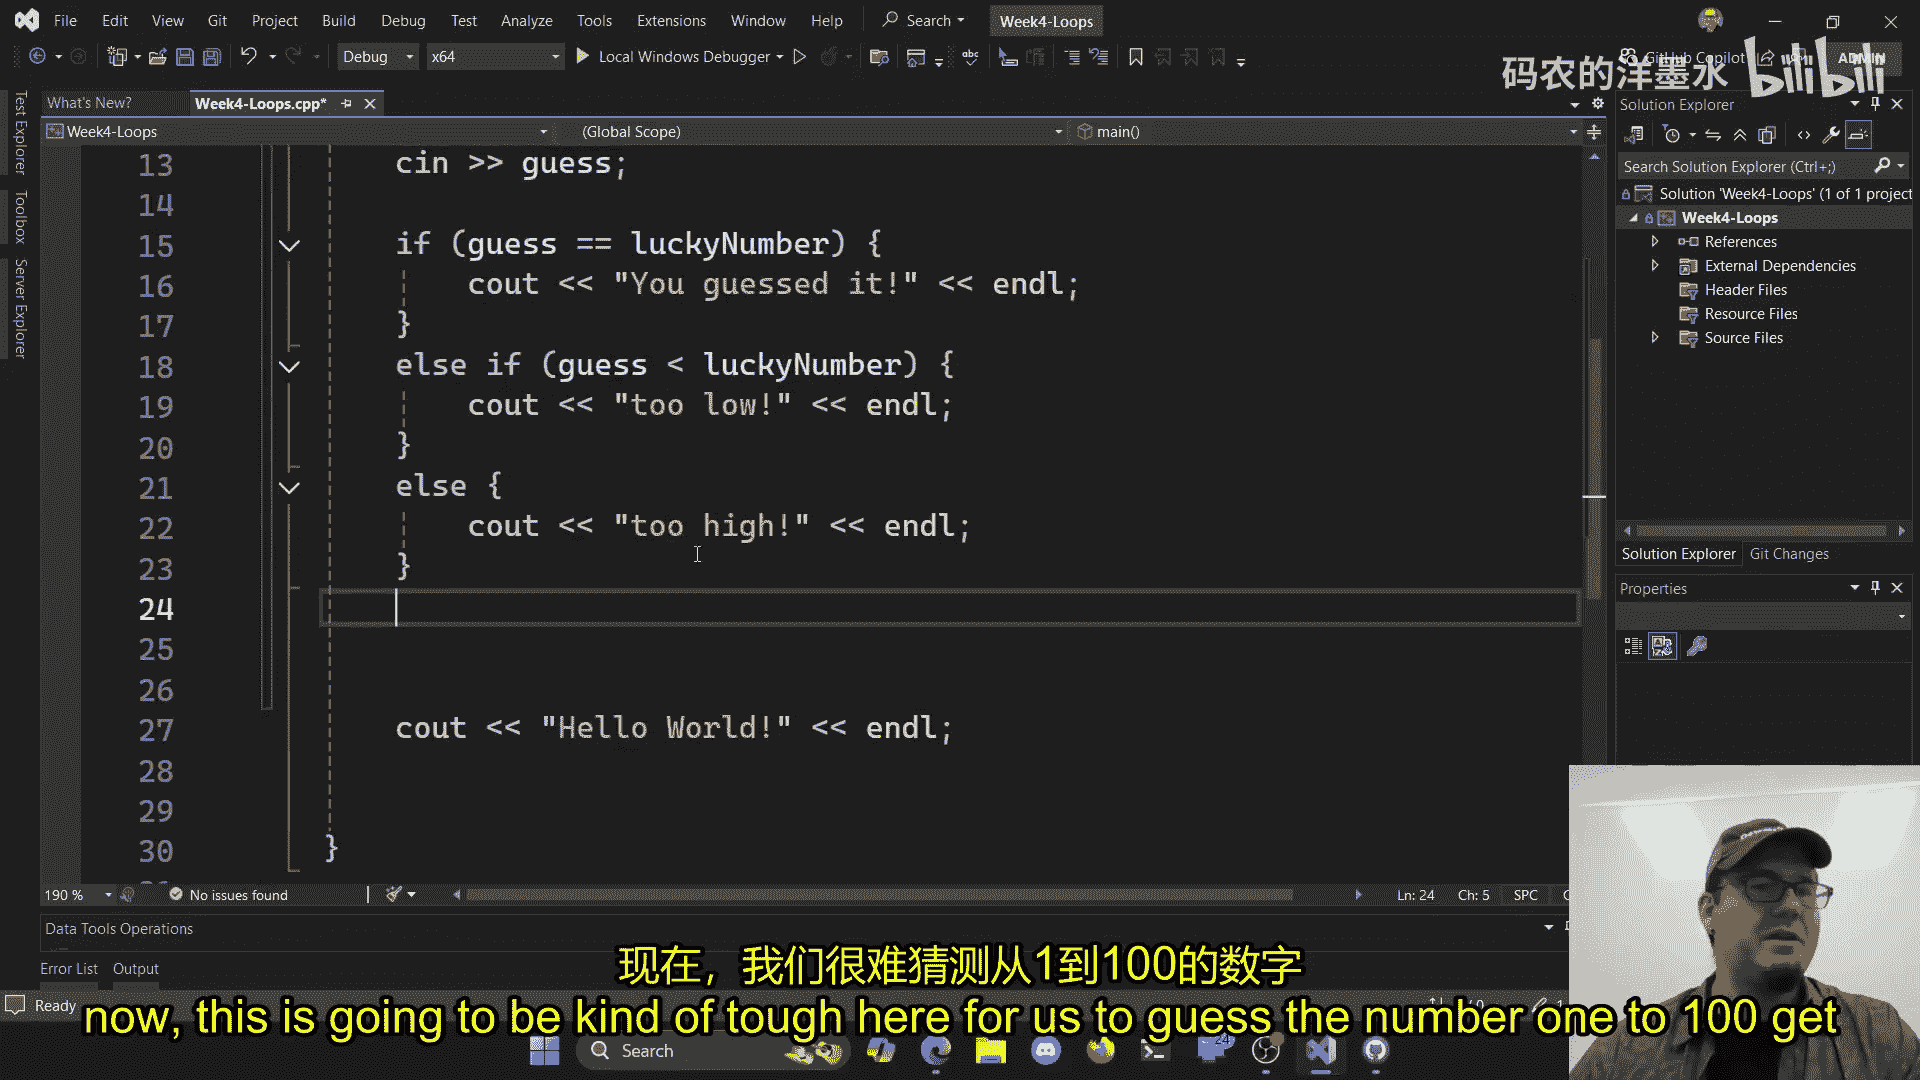 File Edit View Git Project Build Debug Test Analyze Tools Extensions Window Help Search Week4-Loops
Debug x64 Local Windows Debugger GitHub Copilot ADMIN
码农的洋墨水 bilibili
What's New? Week4-Loops.cpp*
Week4-Loops (Global Scope) main()
Test Explorer
Toolbox
Server Explorer
13 cin >> guess;
14
15 if (guess == luckyNumber) {
16 cout << "You guessed it!" << endl;
17 }
18 else if (guess < luckyNumber) {
19 cout << "too low!" << endl;
20 }
21 else {
22 cout << "too high!" << endl;
23 }
24
25
26
27 cout << "Hello World!" << endl;
28
29
30 }
190 % No issues found Ln: 24 Ch: 5 SPC
Solution Explorer
Search Solution Explorer (Ctrl+;)
Solution 'Week4-Loops' (1 of 1 project
Week4-Loops
References
External Dependencies
Header Files
Resource Files
Source Files
Solution Explorer Git Changes
Properties
Data Tools Operations
Error List Output
Ready
现在，我们很难猜测从1到100的数字
now, this is going to be kind of tough here for us to guess the number one to 100 get
Search
24